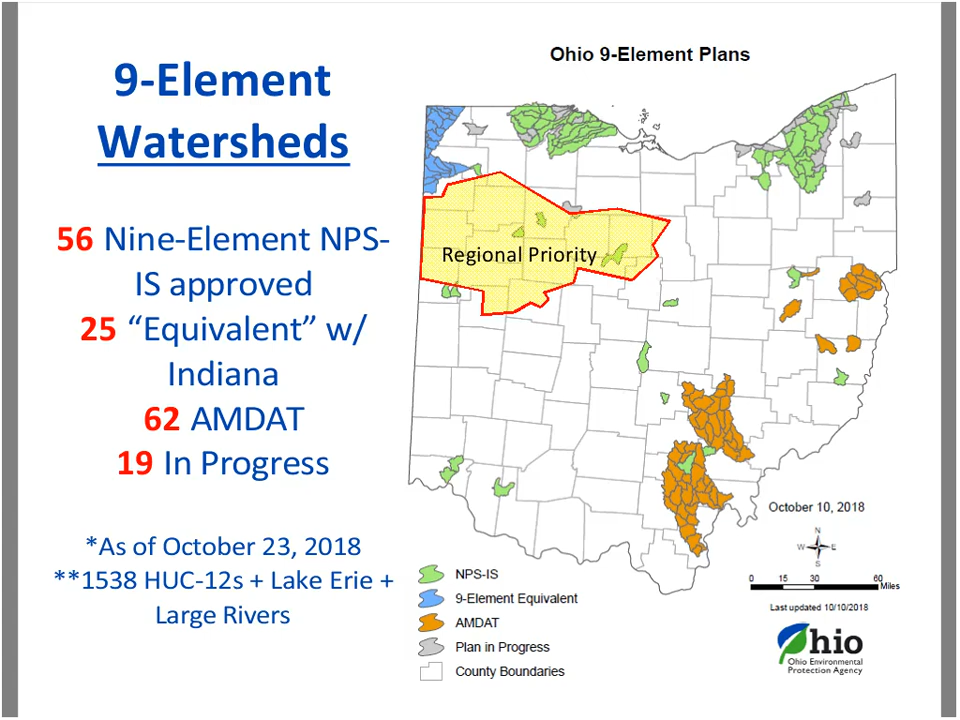 9-Element
Watersheds
56 Nine-Element NPS-
IS approved
25 “Equivalent” w/
Indiana
62 AMDAT
19 In Progress
*As of October 23, 2018
**1538 HUC-12s + Lake Erie +
Large Rivers
Ohio 9-Element Plans
Regional Priority
October 10, 2018
N
W E
S
0 15 30 60
Miles
Last updated 10/10/2018
NPS-IS
9-Element Equivalent
AMDAT
Plan in Progress
County Boundaries
Ohio
Ohio Environmental
Protection Agency